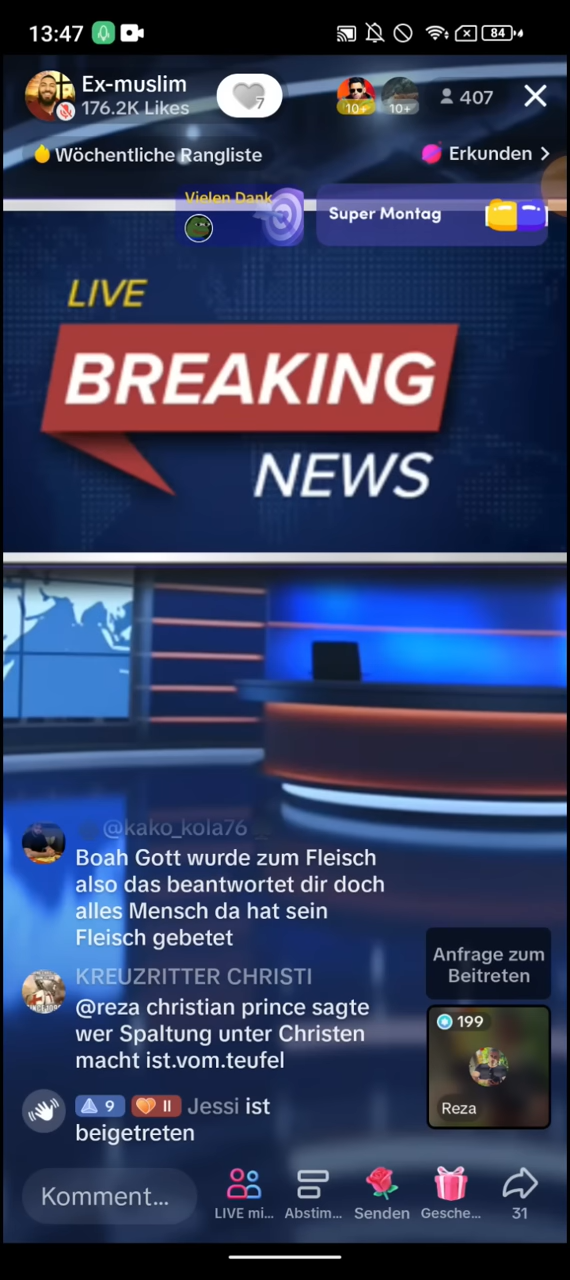 13:47
84
Ex-muslim
176.2K Likes
7
10+
10+
407
Wöchentliche Rangliste
Erkunden
Vielen Dank
Super Montag
LIVE
BREAKING
NEWS
@kako_kola76
Boah Gott wurde zum Fleisch
also das beantwortet dir doch
alles Mensch da hat sein
Fleisch gebetet
KREUZRITTER CHRISTI
@reza christian prince sagte
wer Spaltung unter Christen
macht ist.vom.teufel
Anfrage zum
Beitreten
199
Reza
9 II Jessi ist
beigetreten
Komment...
LIVE mi...
Abstim...
Senden
Gesche...
31